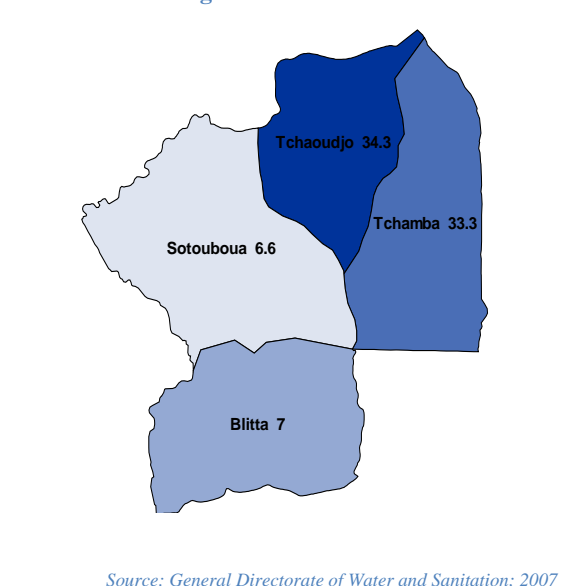 Tchaoudjo 34.3
Tchamba 33.3
Sotouboua 6.6
Blitta 7
Source: General Directorate of Water and Sanitation; 2007